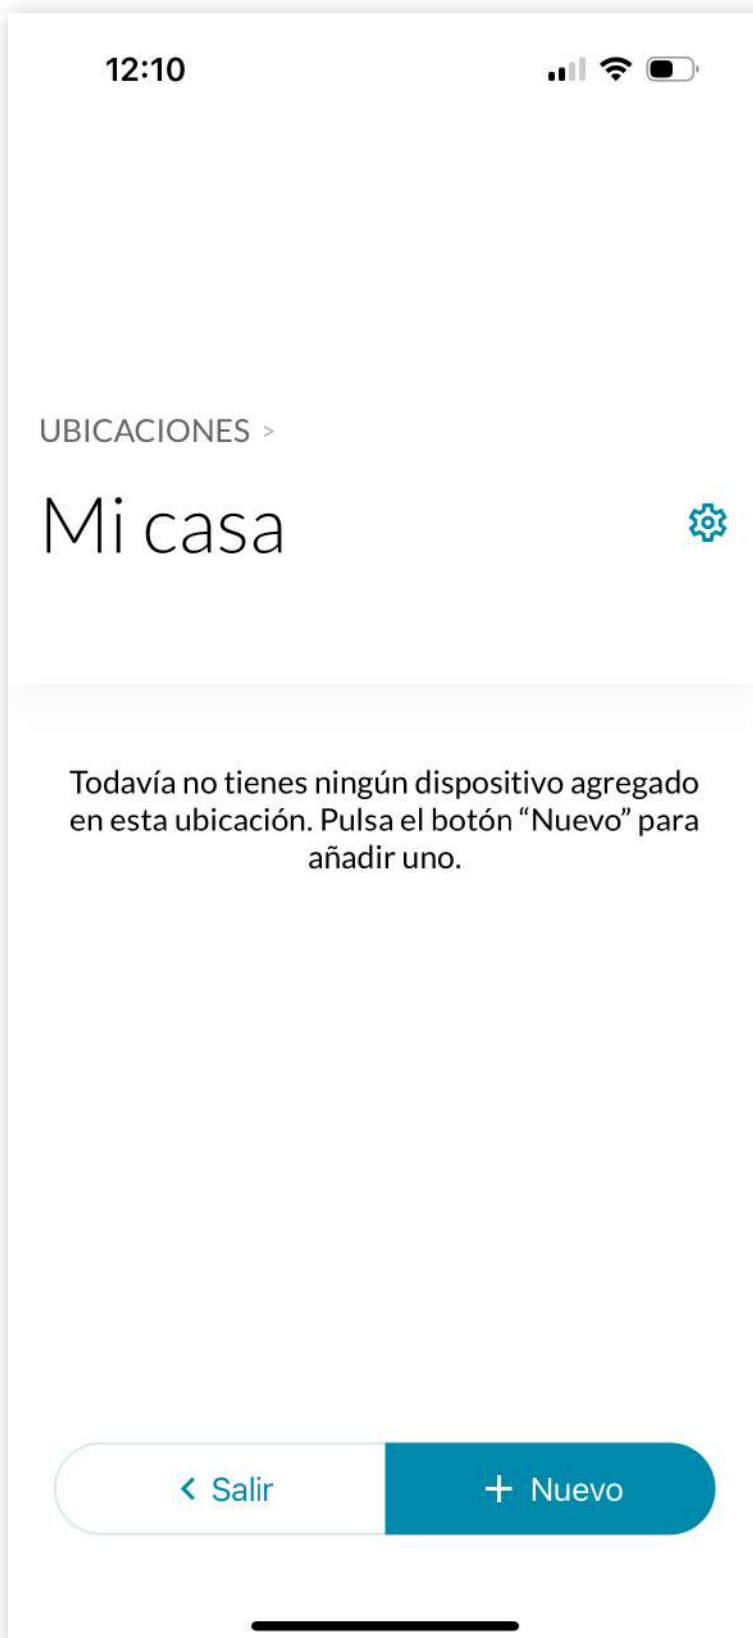 12:10
UBICACIONES >
Mi casa
Todavía no tienes ningún dispositivo agregado
en esta ubicación. Pulsa el botón “Nuevo” para
añadir uno.
< Salir
+ Nuevo